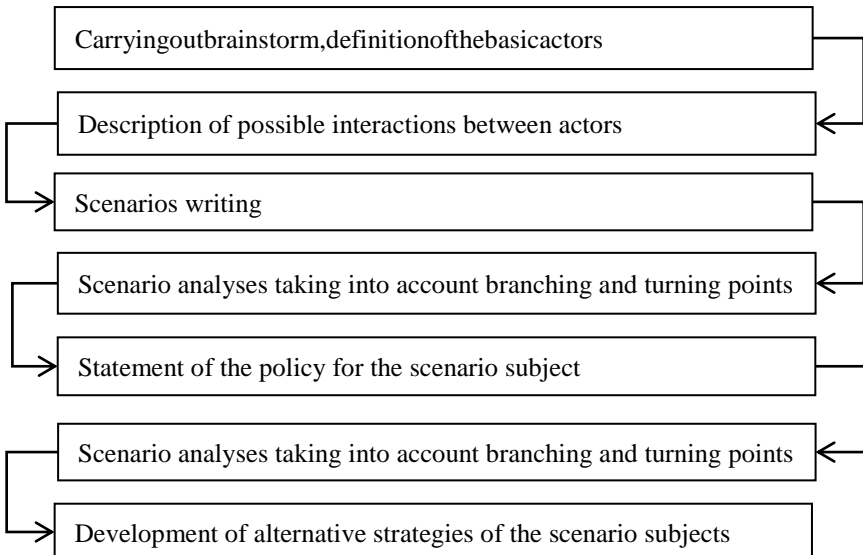 Carryingoutbrainstorm,definitionofthebasicactors
Description of possible interactions between actors
Scenarios writing
Scenario analyses taking into account branching and turning points
Statement of the policy for the scenario subject
Scenario analyses taking into account branching and turning points
Development of alternative strategies of the scenario subjects